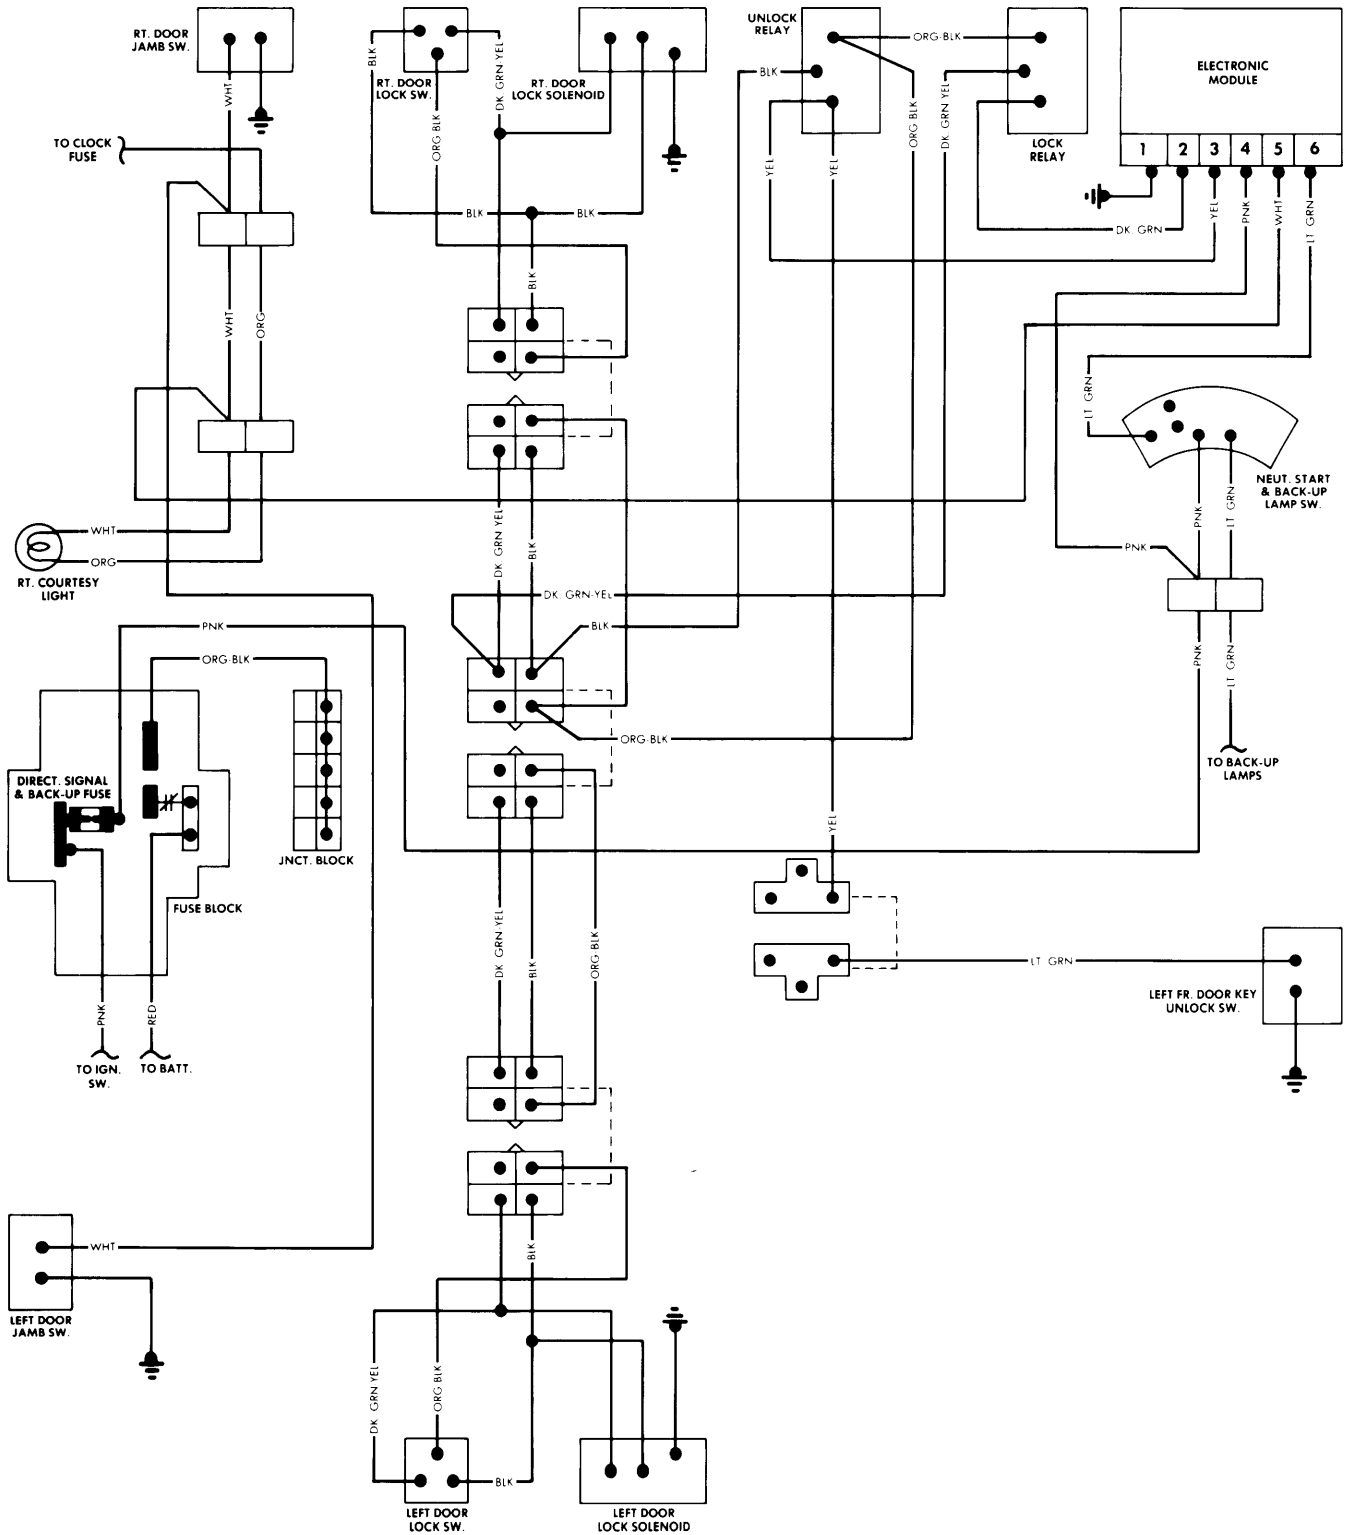 RT. DOOR
JAMB SW.
WHT
TO CLOCK
FUSE
BLK
RT. DOOR
LOCK SW.
DK GRN-YEL
ORG BLK
RT. DOOR
LOCK SOLENOID
UNLOCK
RELAY
ORG-BLK
BLK
YEL
YEL
ORG BLK
DK GRN YEL
LOCK
RELAY
ELECTRONIC
MODULE
1 2 3 4 5 6
DK. GRN
YEL
PNK
WHT
LT GRN
BLK
BLK
BLK
WHT
ORG
LT GRN
NEUT. START
& BACK-UP
LAMP SW.
PNK
LT GRN
WHT
ORG
RT. COURTESY
LIGHT
DK GRN YEL
BLK
PNK
DK. GRN-YEL
BLK
PNK
ORG-BLK
PNK
LT GRN
ORG-BLK
TO BACK-UP
LAMPS
DIRECT. SIGNAL
& BACK-UP FUSE
JNCT. BLOCK
FUSE BLOCK
YEL
DK GRN-YEL
BLK
ORG BLK
LT GRN
LEFT FR. DOOR KEY
UNLOCK SW.
PNK
RED
TO IGN.
SW.
TO BATT.
WHT
LEFT DOOR
JAMB SW.
BLK
DK GRN YEL
ORG BLK
BLK
LEFT DOOR
LOCK SW.
LEFT DOOR
LOCK SOLENOID